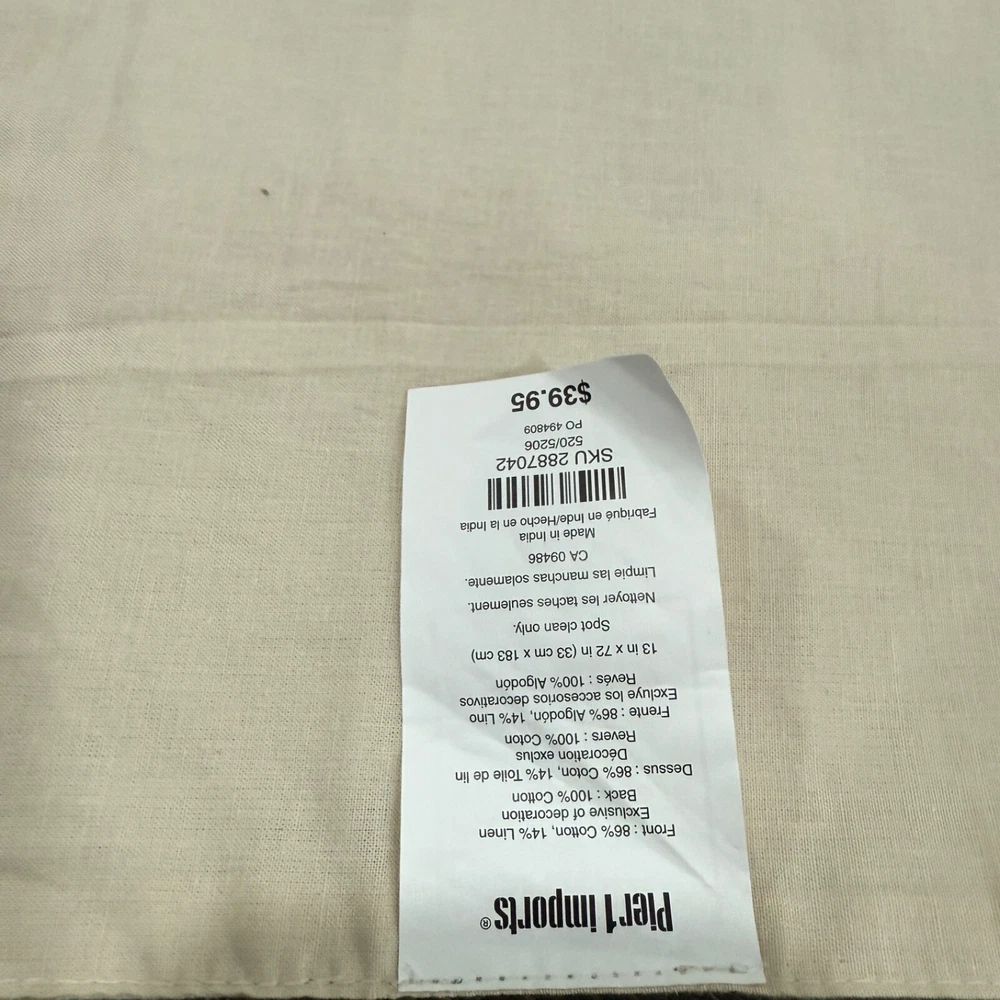 Pier 1 imports®
Front : 86% Cotton, 14% Linen
Exclusive of decoration
Back : 100% Cotton
Dessus : 86% Coton, 14% Toile de lin
Décoration exclus
Revers : 100% Coton
Frente : 86% Algodón, 14% Lino
Excluye los accesorios decorativos
Revés : 100% Algodón
13 in x 72 in (33 cm x 183 cm)
Spot clean only.
Nettoyer les taches seulement.
Limpie las manchas solamente.
CA 09486
Made in India
Fabriqué en Inde/Hecho en la India
SKU 2887042
520/5206
PO 494809
$39.95